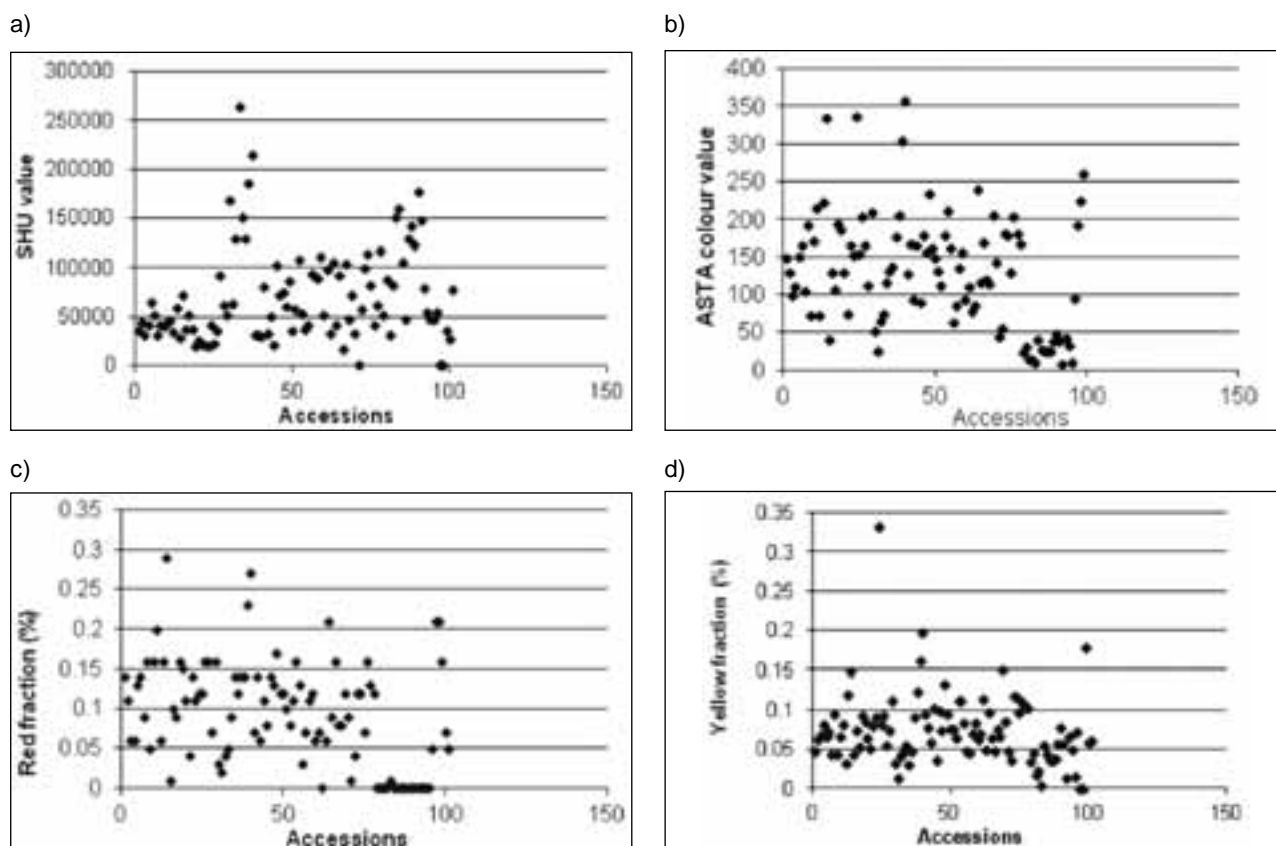 a)
300000
250000
200000
150000
100000
50000
0
SHU value
0 50 100 150
Accessions
b)
400
350
300
250
200
150
100
50
0
ASTA colour value
0 50 100 150
Accessions
c)
0.35
0.3
0.25
0.2
0.15
0.1
0.05
0
Red fraction (%)
0 50 100 150
Accessions
d)
0.35
0.3
0.25
0.2
0.15
0.1
0.05
0
Yellow fraction (%)
0 50 100 150
Accessions